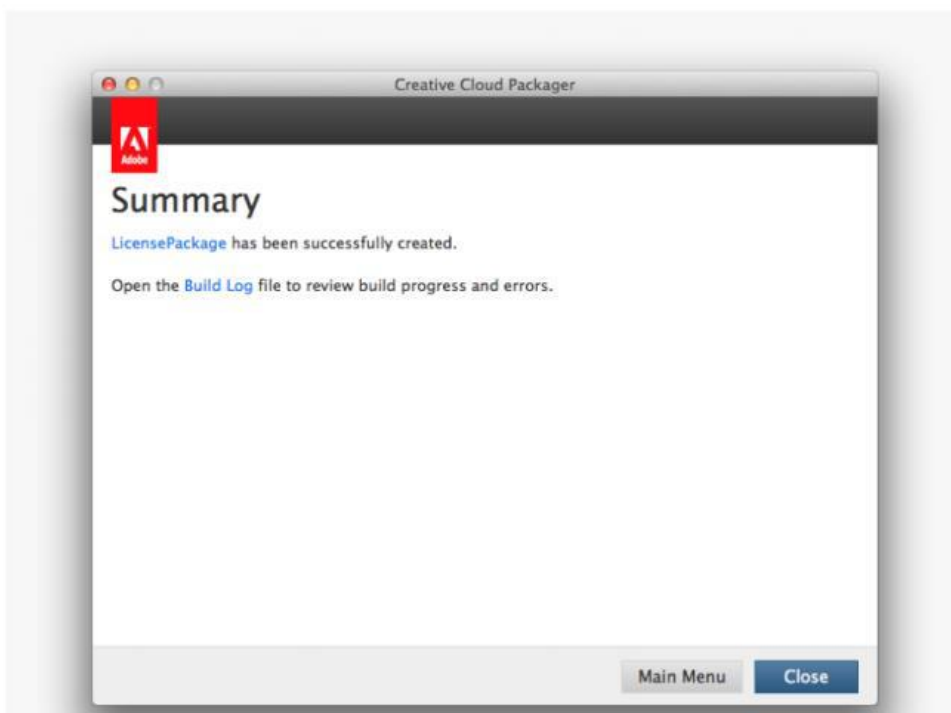 Creative Cloud Packager
Adobe
Summary
LicensePackage has been successfully created.
Open the Build Log file to review build progress and errors.
Main Menu
Close